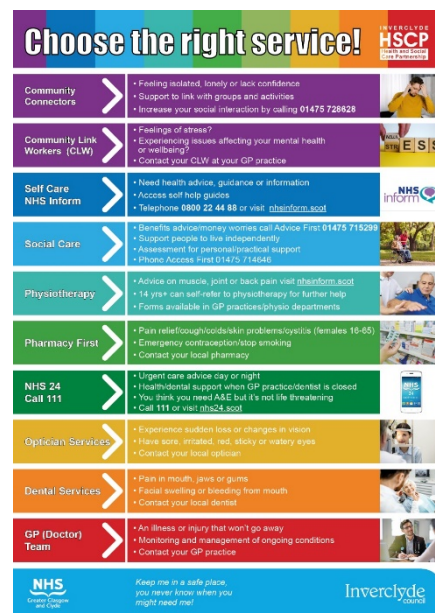 Choose the right service!
INVERCLYDE
HSCP
Health and Social
Care Partnership
Community
Connectors
• Feeling isolated, lonely or lack confidence
• Support to link with groups and activities
• Increase your social interaction by calling 01475 728628
Community Link
Workers (CLW)
• Feelings of stress?
• Experiencing issues affecting your mental health
or wellbeing?
• Contact your CLW at your GP practice
Self Care
NHS Inform
• Need health advice, guidance or information
• Access self help guides
• Telephone 0800 22 44 88 or visit nhsinform.scot
NHS
inform
Social Care
• Benefits advice/money worries call Advice First 01475 715299
• Support people to live independently
• Assessment for personal/practical support
• Phone Access First 01475 714646
Physiotherapy
• Advice on muscle, joint or back pain visit nhsinform.scot
• 14 yrs+ can self-refer to physiotherapy for further help
• Forms available in GP practices/physio departments
Pharmacy First
• Pain relief/cough/colds/skin problems/cystitis (females 16-65)
• Emergency contraception/stop smoking
• Contact your local pharmacy
NHS 24
Call 111
• Urgent care advice day or night
• Health/dental support when GP practice/dentist is closed
• You think you need A&E but it's not life threatening
• Call 111 or visit nhs24.scot
Optician Services
• Experience sudden loss or changes in vision
• Have sore, irritated, red, sticky or watery eyes
• Contact your local optician
Dental Services
• Pain in mouth, jaws or gums
• Facial swelling or bleeding from mouth
• Contact your local dentist
GP (Doctor)
Team
• An illness or injury that won't go away
• Monitoring and management of ongoing conditions
• Contact your GP practice
NHS
Greater Glasgow
and Clyde
Keep me in a safe place,
you never know when you
might need me!
Inverclyde
council